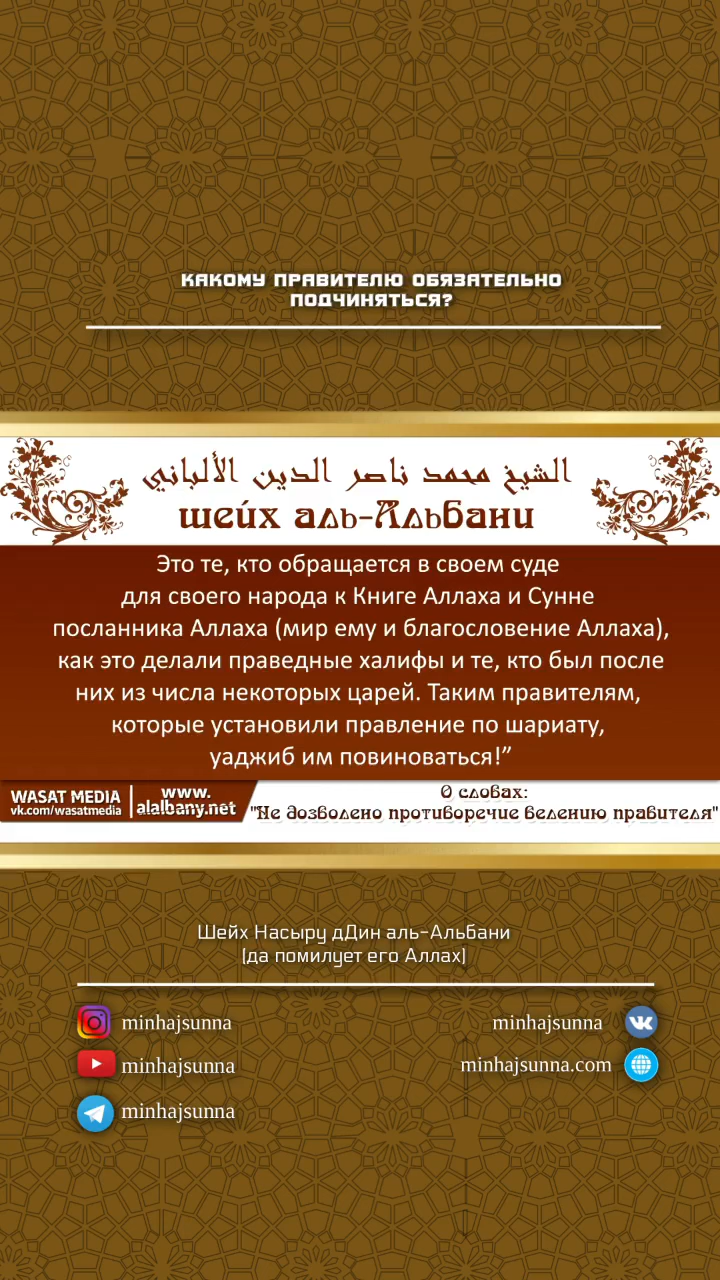 КАКОМУ ПРАВИТЕЛЮ ОБЯЗАТЕЛЬНО
ПОДЧИНЯТЬСЯ?
الشيخ محمد ناصر الدين الألباني
шейх аль-Альбани
Это те, кто обращается в своем суде
для своего народа к Книге Аллаха и Сунне
посланника Аллаха (мир ему и благословение Аллаха),
как это делали праведные халифы и те, кто был после
них из числа некоторых царей. Таким правителям,
которые установили правление по шариату,
уаджиб им повиноваться!”
WASAT MEDIA
vk.com/wasatmedia
www.
alalbany.net
О словах:
"Не дозволено противоречие велению правителя"
Шейх Насыру дДин аль-Альбани
(да помилует его Аллах)
minhajsunna
minhajsunna
minhajsunna
minhajsunna.com
minhajsunna